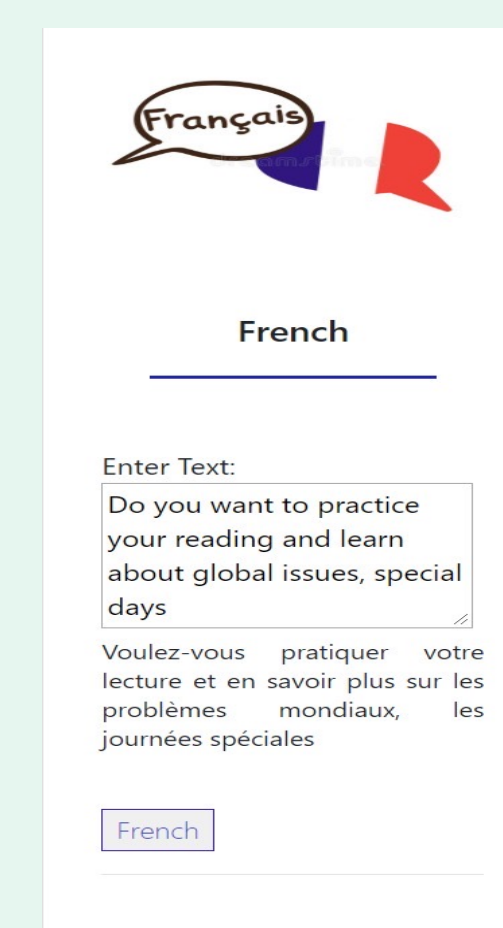 Français
dreamstime
French
Enter Text:
Do you want to practice
your reading and learn
about global issues, special
days
Voulez-vous pratiquer votre
lecture et en savoir plus sur les
problèmes mondiaux, les
journées spéciales
French